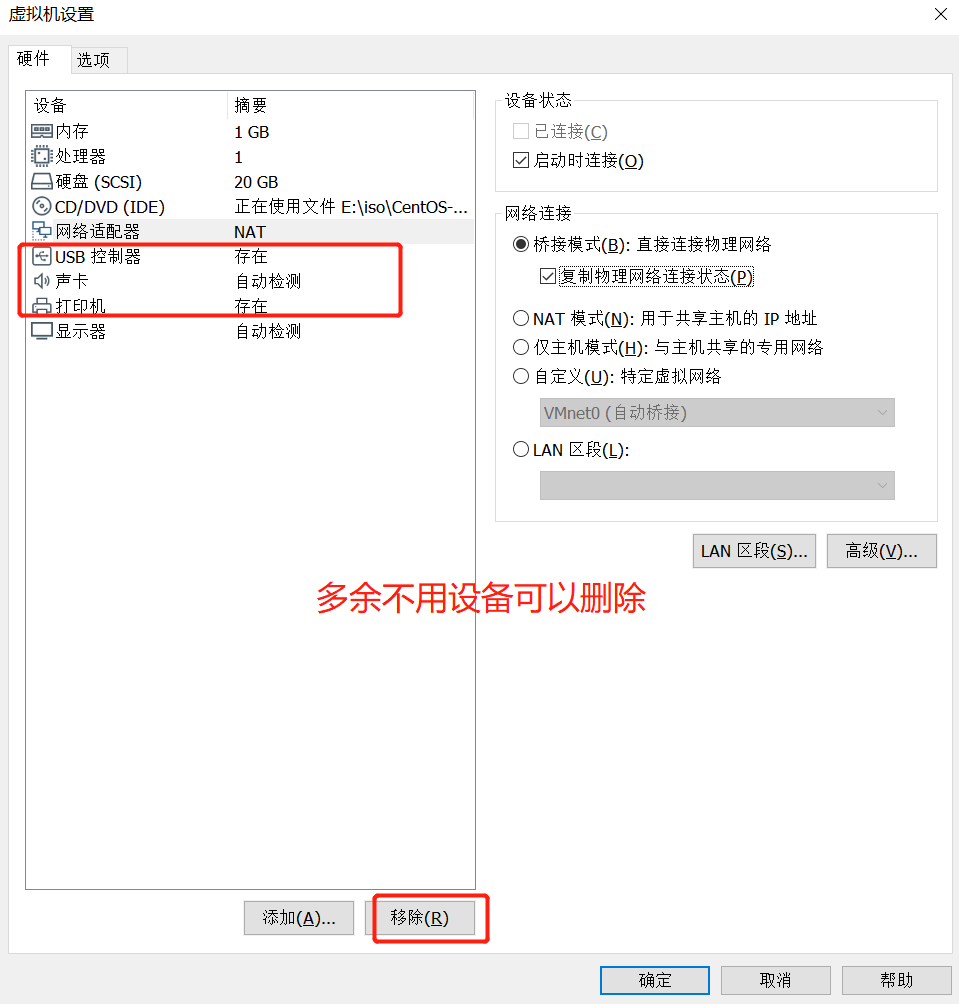 虚拟机设置
硬件 选项
设备 摘要
内存 1 GB
处理器 1
硬盘 (SCSI) 20 GB
CD/DVD (IDE) 正在使用文件 E:\iso\CentOS-...
网络适配器 NAT
USB 控制器 存在
声卡 自动检测
打印机 存在
显示器 自动检测
设备状态
已连接(C)
启动时连接(O)
网络连接
桥接模式(B): 直接连接物理网络
复制物理网络连接状态(P)
NAT 模式(N): 用于共享主机的 IP 地址
仅主机模式(H): 与主机共享的专用网络
自定义(U): 特定虚拟网络
VMnet0 (自动桥接)
LAN 区段(L):
LAN 区段(S)... 高级(V)...
多余不用设备可以删除
添加(A)... 移除(R)
确定 取消 帮助